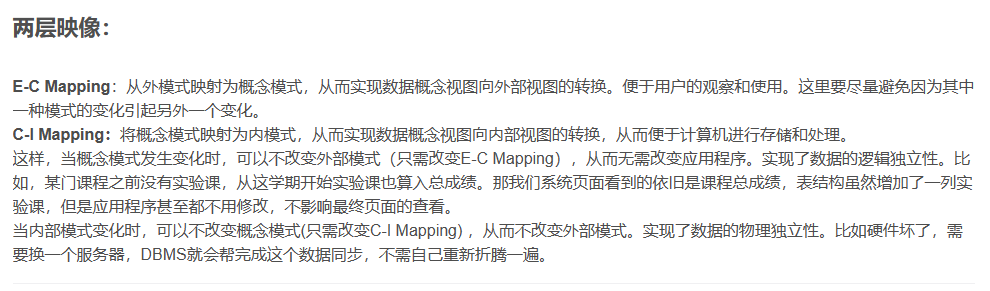 两层映像：
E-C Mapping：从外模式映射为概念模式，从而实现数据概念视图向外部视图的转换。便于用户的观察和使用。这里要尽量避免因为其中
一种模式的变化引起另外一个变化。
C-I Mapping：将概念模式映射为内模式，从而实现数据概念视图向内部视图的转换，从而便于计算机进行存储和处理。
这样，当概念模式发生变化时，可以不改变外部模式（只需改变E-C Mapping），从而无需改变应用程序。实现了数据的逻辑独立性。比
如，某门课程之前没有实验课，从这学期开始实验课也算入总成绩。那我们系统页面看到的依旧是课程总成绩，表结构虽然增加了一列实
验课，但是应用程序甚至都不用修改，不影响最终页面的查看。
当内部模式变化时，可以不改变概念模式(只需改变C-I Mapping) ，从而不改变外部模式。实现了数据的物理独立性。比如硬件坏了，需
要换一个服务器，DBMS就会帮完成这个数据同步，不需自己重新折腾一遍。